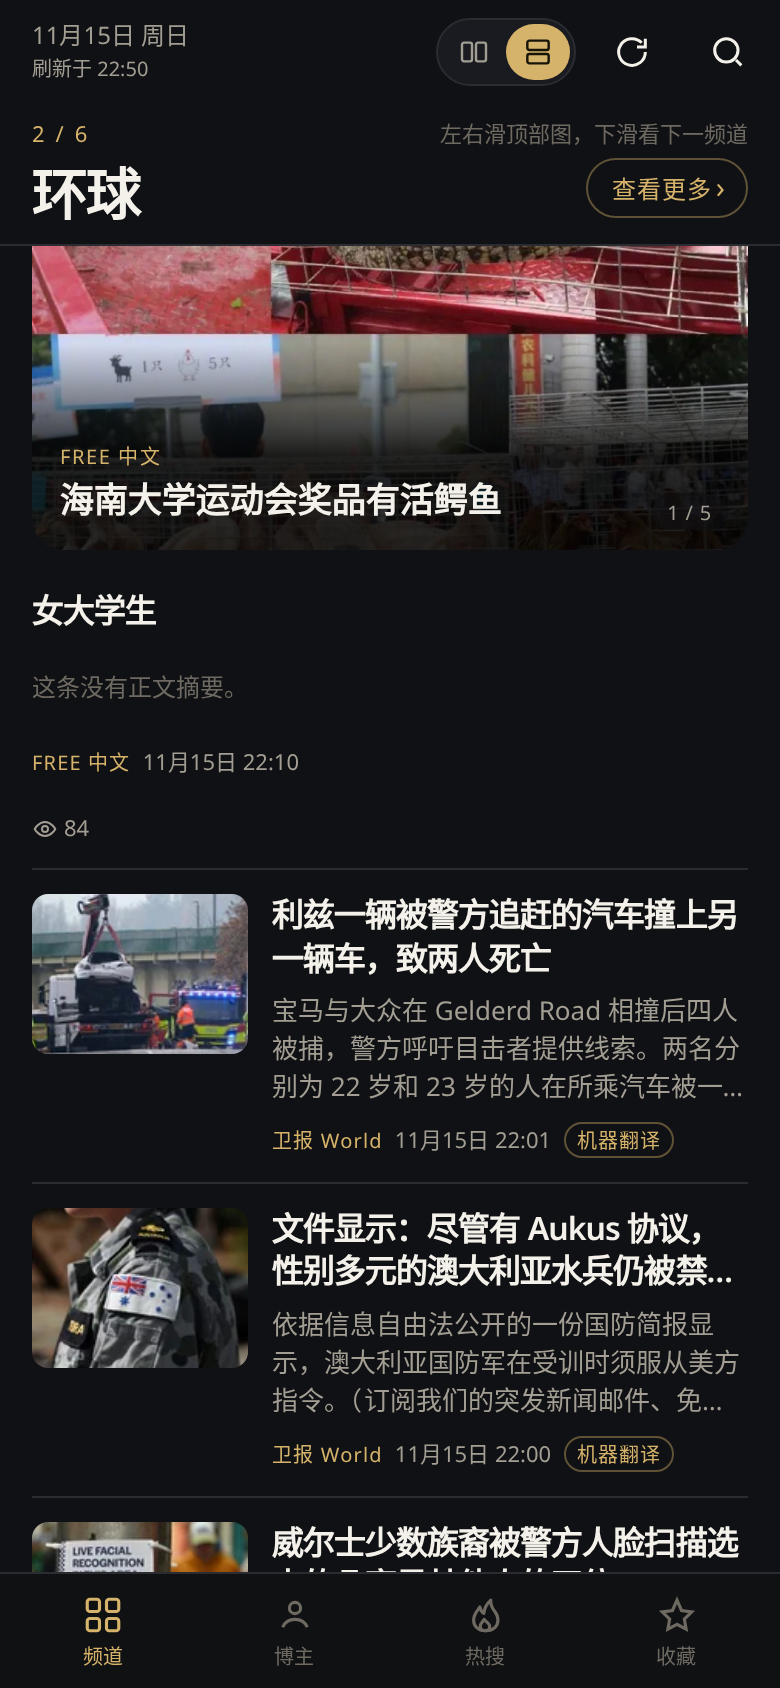 11月15日 周日
刷新于 22:50
2 / 6
左右滑顶部图，下滑看下一频道
环球
查看更多 ›
1只
5只
FREE 中文
海南大学运动会奖品有活鳄鱼
1 / 5
女大学生
这条没有正文摘要。
FREE 中文 11月15日 22:10
84
利兹一辆被警方追赶的汽车撞上另
一辆车，致两人死亡
宝马与大众在 Gelderd Road 相撞后四人
被捕，警方呼吁目击者提供线索。两名分
别为 22 岁和 23 岁的人在所乘汽车被一...
卫报 World 11月15日 22:01 机器翻译
文件显示：尽管有 Aukus 协议，
性别多元的澳大利亚水兵仍被禁...
依据信息自由法公开的一份国防简报显
示，澳大利亚国防军在受训时须服从美方
指令。（订阅我们的突发新闻邮件、免...
卫报 World 11月15日 22:00 机器翻译
LIVE FACIAL
RECOGNITION
威尔士少数族裔被警方人脸扫描选
频道
博主
热搜
收藏